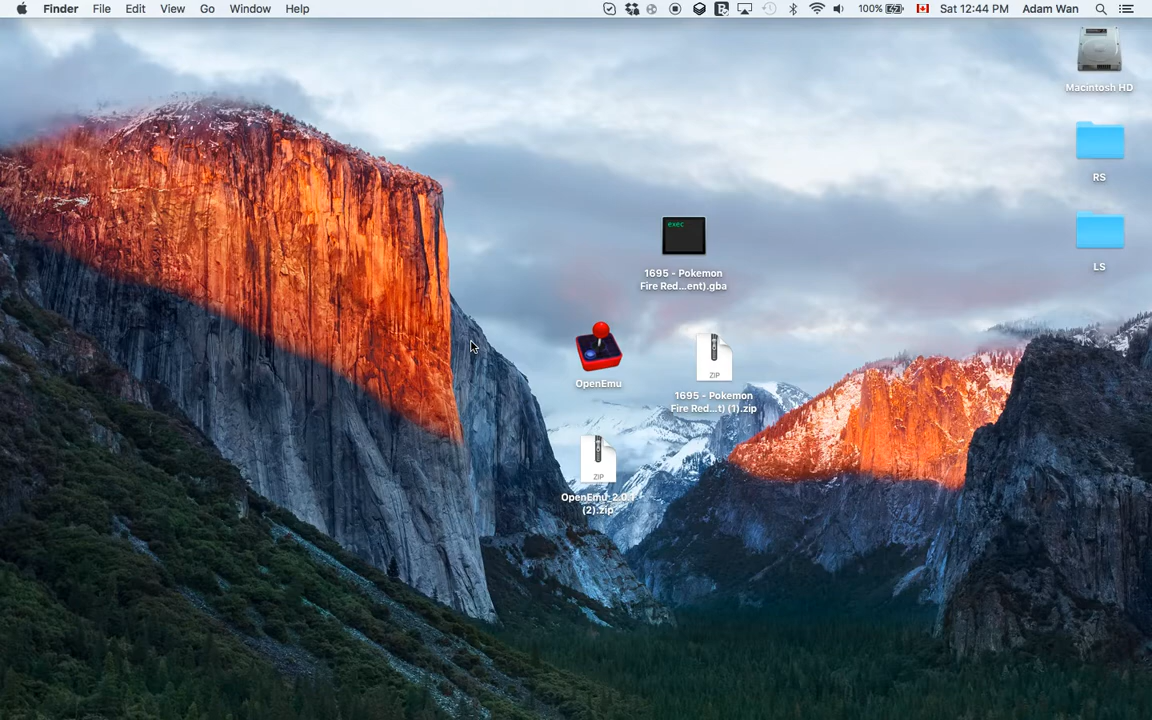 Finder File Edit View Go Window Help 100% Sat 12:44 PM Adam Wan
Macintosh HD
RS
LS
exec
1695 - Pokemon
Fire Red...ent).gba
OpenEmu
ZIP
1695 - Pokemon
Fire Red...t) (1).zip
ZIP
OpenEmu_2.0.1
(2).zip